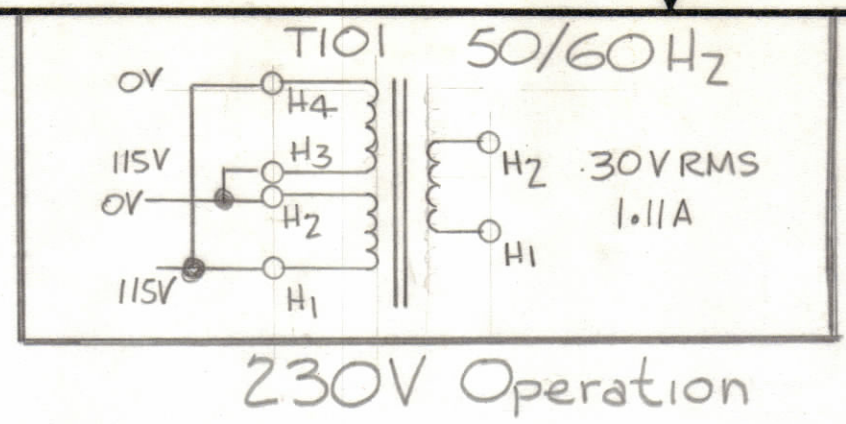 T101 50/60Hz
0V
H4
115V H3
0V
H2
H2 30V RMS
1.11A
H1
115V H1
230V Operation